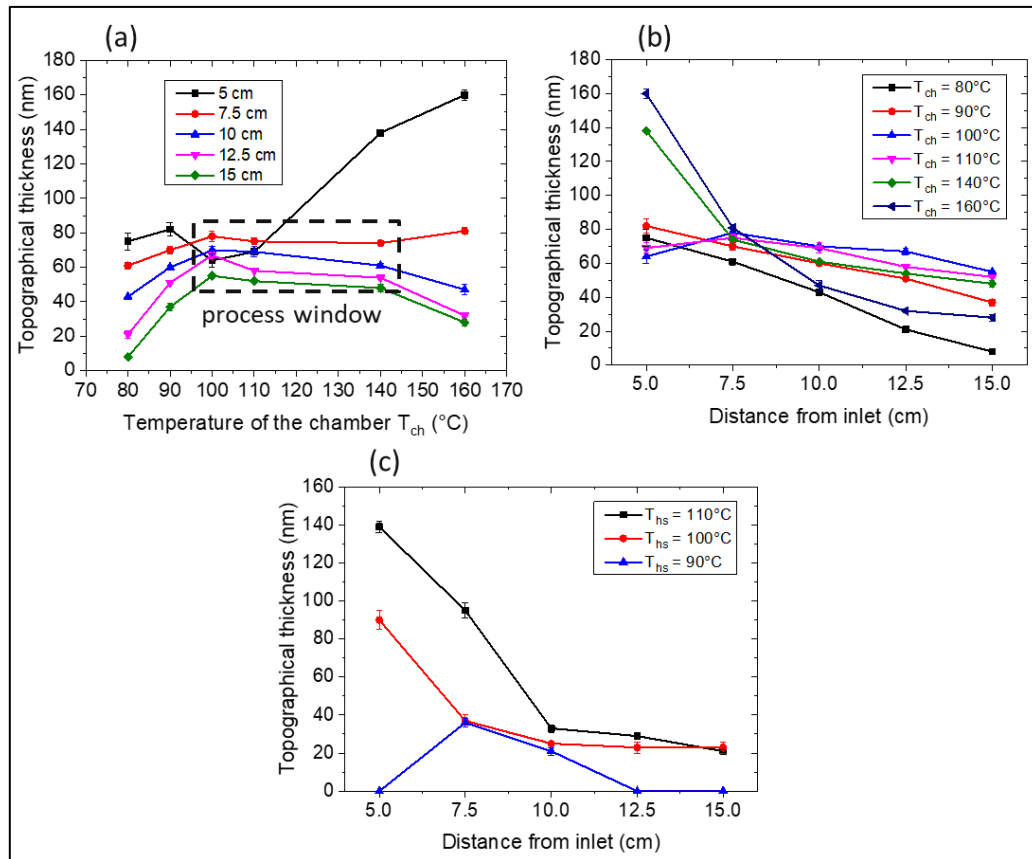 (a)
180
160
140
120
100
80
60
40
20
0
Topographical thickness (nm)
5 cm
7.5 cm
10 cm
12.5 cm
15 cm
process window
70 80 90 100 110 120 130 140 150 160 170
Temperature of the chamber T_ch (°C)
(b)
180
160
140
120
100
80
60
40
20
0
Topographical thickness (nm)
T_ch = 80°C
T_ch = 90°C
T_ch = 100°C
T_ch = 110°C
T_ch = 140°C
T_ch = 160°C
5.0 7.5 10.0 12.5 15.0
Distance from inlet (cm)
(c)
160
140
120
100
80
60
40
20
0
Topographical thickness (nm)
T_hs = 110°C
T_hs = 100°C
T_hs = 90°C
5.0 7.5 10.0 12.5 15.0
Distance from inlet (cm)